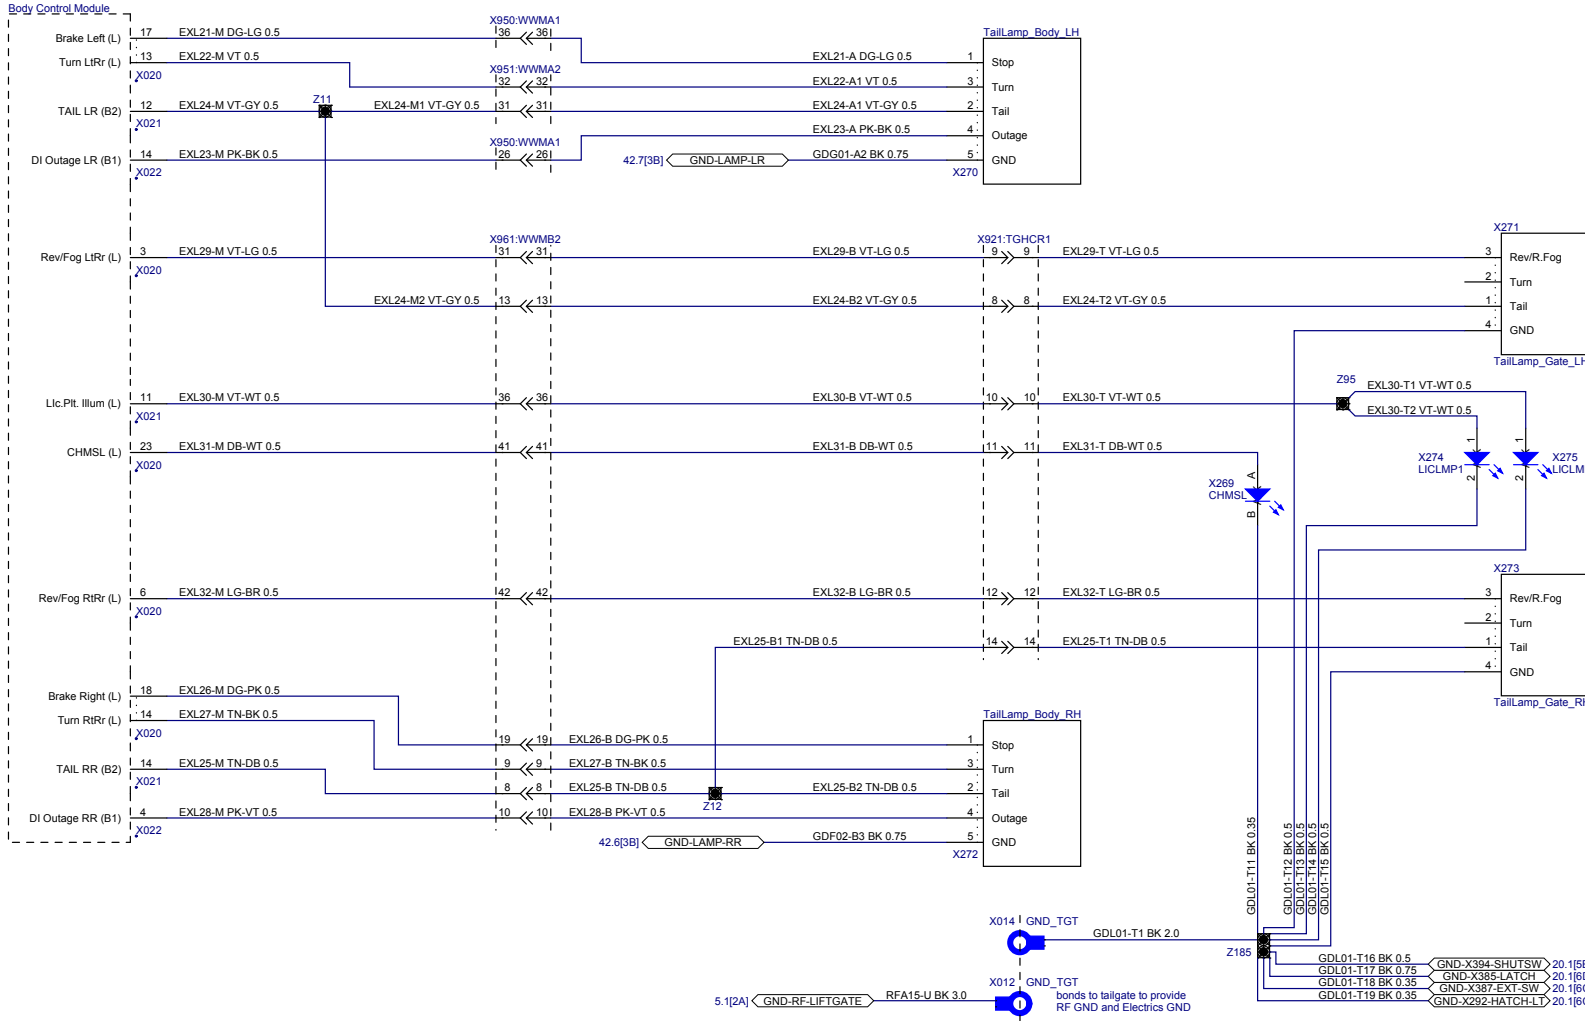 Body Control Module
X950:WWMA1
TailLamp_Body_LH
Brake Left (L) 17 EXL21-M DG-LG 0.5 36 36 EXL21-A DG-LG 0.5 1 Stop
Turn LtRr (L) 13 EXL22-M VT 0.5
X020
X951:WWMA2
32 32 EXL22-A1 VT 0.5 3 Turn
Z11
TAIL LR (B2) 12 EXL24-M VT-GY 0.5 EXL24-M1 VT-GY 0.5 31 31 EXL24-A1 VT-GY 0.5 2 Tail
X021
EXL23-A PK-BK 0.5 4 Outage
X950:WWMA1
DI Outage LR (B1) 14 EXL23-M PK-BK 0.5 26 26 42.7[3B] GND-LAMP-LR GDG01-A2 BK 0.75 5 GND
X022
X270
X961:WWMB2
X921:TGHCR1
X271
Rev/Fog LtRr (L) 3 EXL29-M VT-LG 0.5 31 31 EXL29-B VT-LG 0.5 9 9 EXL29-T VT-LG 0.5 3 Rev/R.Fog
X020
2 Turn
EXL24-M2 VT-GY 0.5 13 13 EXL24-B2 VT-GY 0.5 8 8 EXL24-T2 VT-GY 0.5 1 Tail
4 GND
TailLamp_Gate_LH
Z95
EXL30-T1 VT-WT 0.5
LIc.Plt. Illum (L) 11 EXL30-M VT-WT 0.5 36 36 EXL30-B VT-WT 0.5 10 10 EXL30-T VT-WT 0.5
EXL30-T2 VT-WT 0.5
X021
CHMSL (L) 23 EXL31-M DB-WT 0.5 41 41 EXL31-B DB-WT 0.5 11 11 EXL31-T DB-WT 0.5
X020
1 1
X274
LICLMP1
2 2
X275
LICLM
A
X269
CHMSL
B
X273
Rev/Fog RtRr (L) 6 EXL32-M LG-BR 0.5 42 42 EXL32-B LG-BR 0.5 12 12 EXL32-T LG-BR 0.5 3 Rev/R.Fog
X020
2 Turn
EXL25-B1 TN-DB 0.5 14 14 EXL25-T1 TN-DB 0.5 1 Tail
4 GND
TailLamp_Gate_RH
Brake Right (L) 18 EXL26-M DG-PK 0.5
Turn RtRr (L) 14 EXL27-M TN-BK 0.5
X020
TailLamp_Body_RH
19 19 EXL26-B DG-PK 0.5 1 Stop
TAIL RR (B2) 14 EXL25-M TN-DB 0.5 9 9 EXL27-B TN-BK 0.5 3 Turn
X021
8 8 EXL25-B TN-DB 0.5 EXL25-B2 TN-DB 0.5 2 Tail
Z12
DI Outage RR (B1) 4 EXL28-M PK-VT 0.5 10 10 EXL28-B PK-VT 0.5 4 Outage
X022
42.6[3B] GND-LAMP-RR GDF02-B3 BK 0.75 5 GND
X272
GDL01-T11 BK 0.35
GDL01-T12 BK 0.5
GDL01-T13 BK 0.5
GDL01-T14 BK 0.5
GDL01-T15 BK 0.5
X014 GND_TGT
GDL01-T1 BK 2.0
Z185
GDL01-T16 BK 0.5 GND-X394-SHUTSW
GDL01-T17 BK 0.75 GND-X385-LATCH
GDL01-T18 BK 0.35 GND-X387-EXT-SW
GDL01-T19 BK 0.35 GND-X292-HATCH-LT
X012 GND_TGT
5.1[2A] GND-RF-LIFTGATE RFA15-U BK 3.0
bonds to tailgate to provide
RF GND and Electrics GND